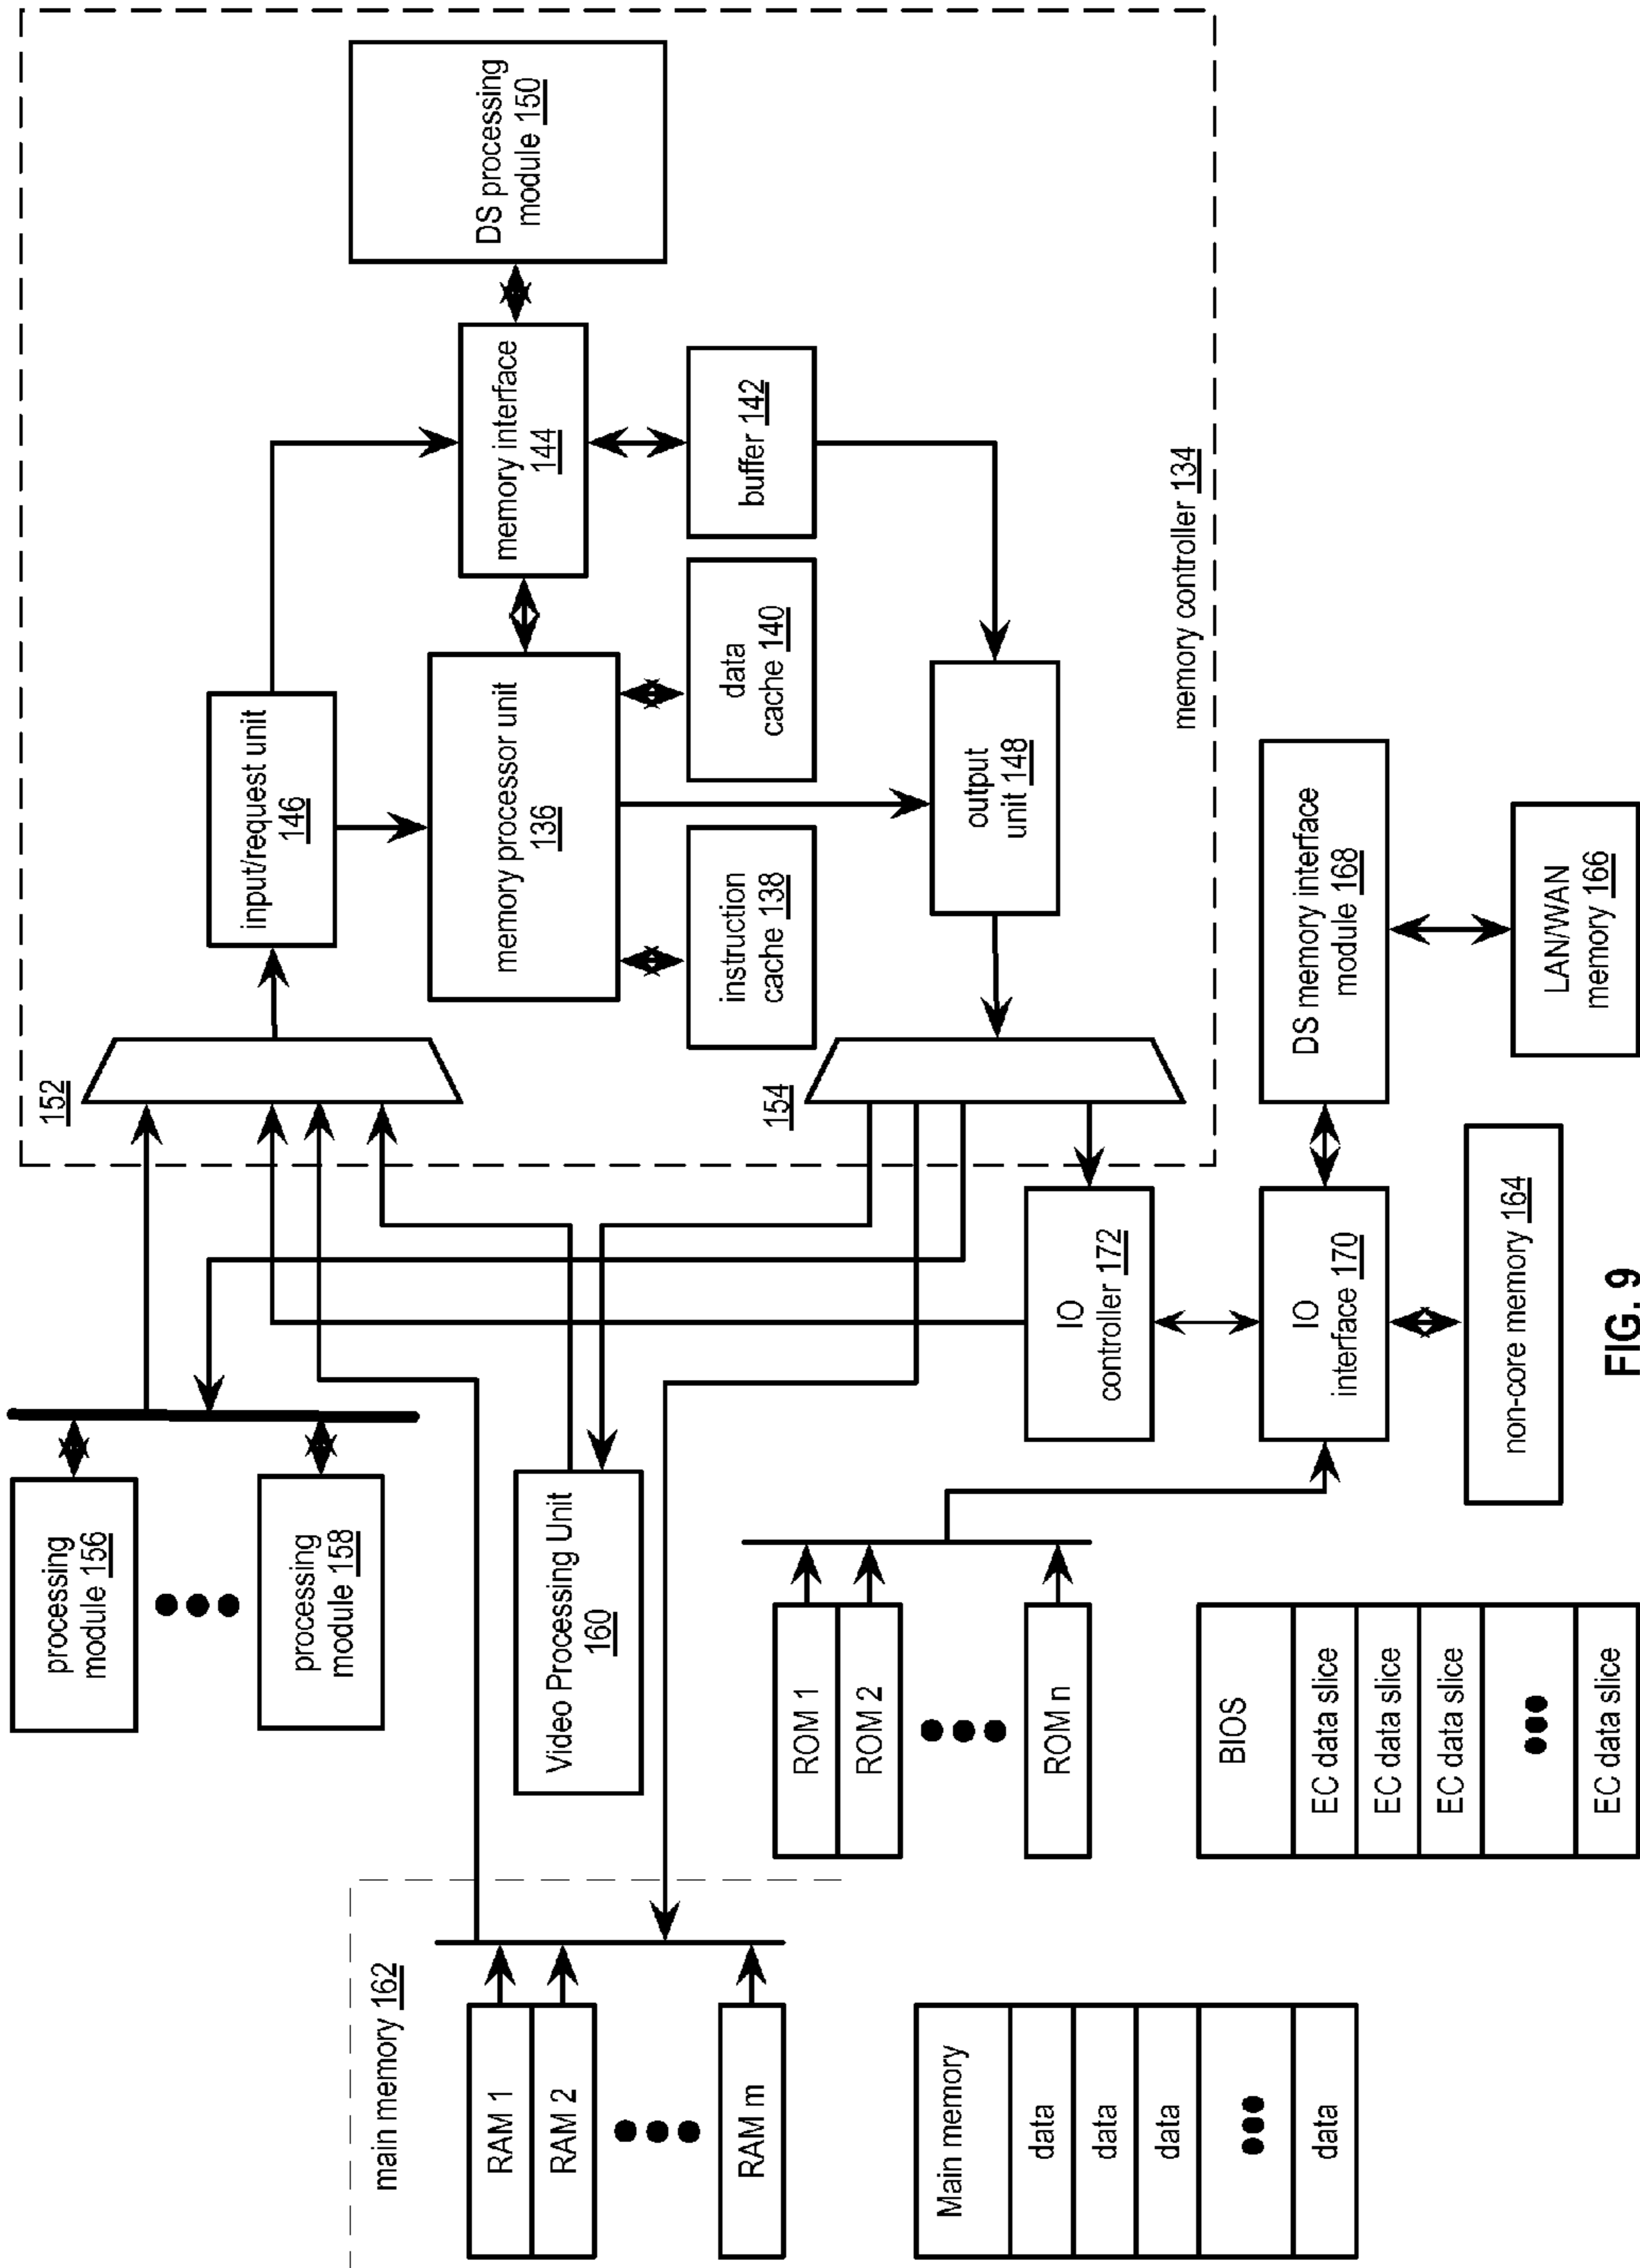 main memory 162
RAM 1
RAM 2
RAM m
Main memory
data
data
data
data
processing
module 156
processing
module 158
Video Processing Unit
160
ROM 1
ROM 2
ROM n
BIOS
EC data slice
EC data slice
EC data slice
EC data slice
152
154
IO
controller 172
IO
interface 170
non-core memory 164
input/request unit
146
memory processor unit
136
instruction
cache 138
data
cache 140
output
unit 148
memory interface
144
buffer 142
DS processing
module 150
memory controller 134
DS memory interface
module 168
LAN/WAN
memory 166
FIG. 9